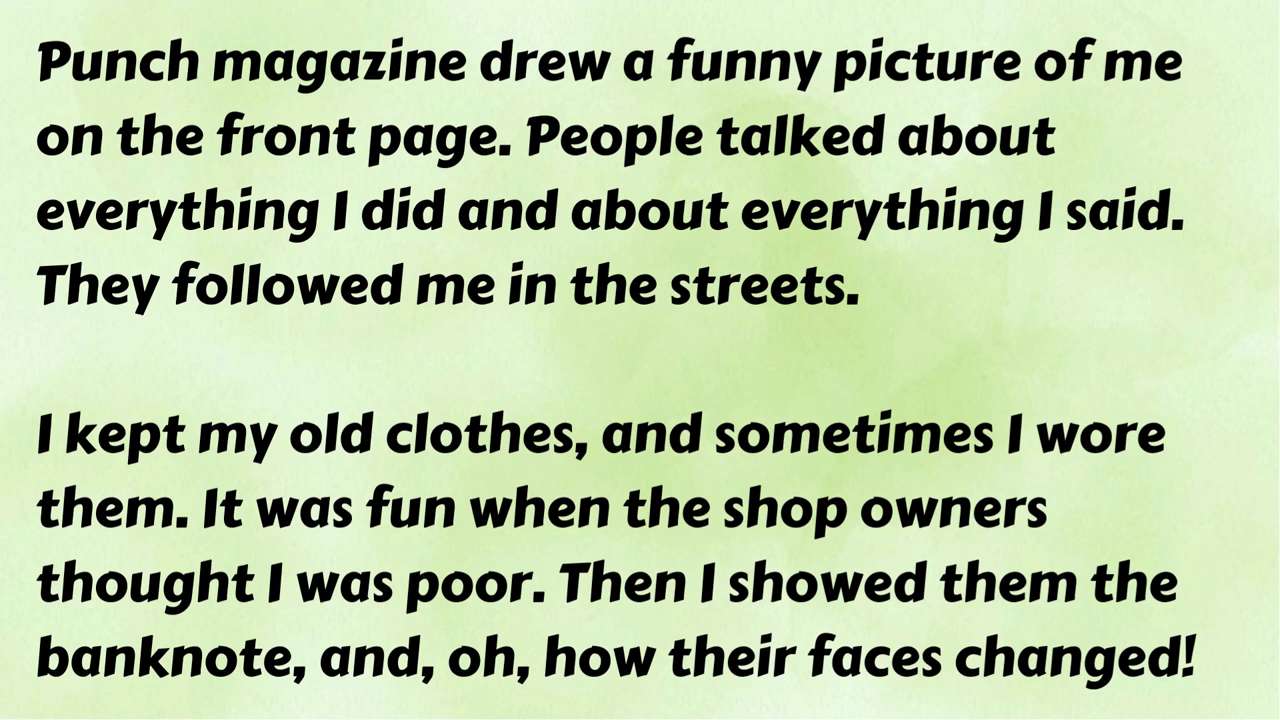 Punch magazine drew a funny picture of me
on the front page. People talked about
everything I did and about everything I said.
They followed me in the streets.
I kept my old clothes, and sometimes I wore
them. It was fun when the shop owners
thought I was poor. Then I showed them the
banknote, and, oh, how their faces changed!